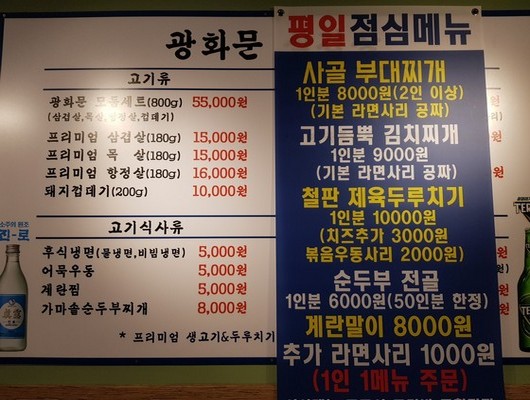 광화문
고기류
광화문 모둠세트(800g) 55,000원
(삼겹살,목살,항정살,껍데기)
프리미엄 삼겹살(180g) 15,000원
프리미엄 목 살(180g) 15,000원
프리미엄 항정살(180g) 16,000원
돼지껍데기(200g) 10,000원
고기식사류
후식냉면(물냉면,비빔냉면) 5,000원
어묵우동 5,000원
계란찜 5,000원
가마솥순두부찌개 8,000원
* 프리미엄 생고기&두루치기
평일점심메뉴
사골 부대찌개
1인분 8000원(2인 이상)
(기본 라면사리 공짜)
고기듬뿍 김치찌개
1인분 9000원
(기본 라면사리 공짜)
철판 제육두루치기
1인분 10000원
(치즈추가 3000원
볶음우동사리 2000원)
순두부 전골
1인분 6000원(50인분 한정)
계란말이 8000원
추가 라면사리 1000원
(1인 1메뉴 주문)